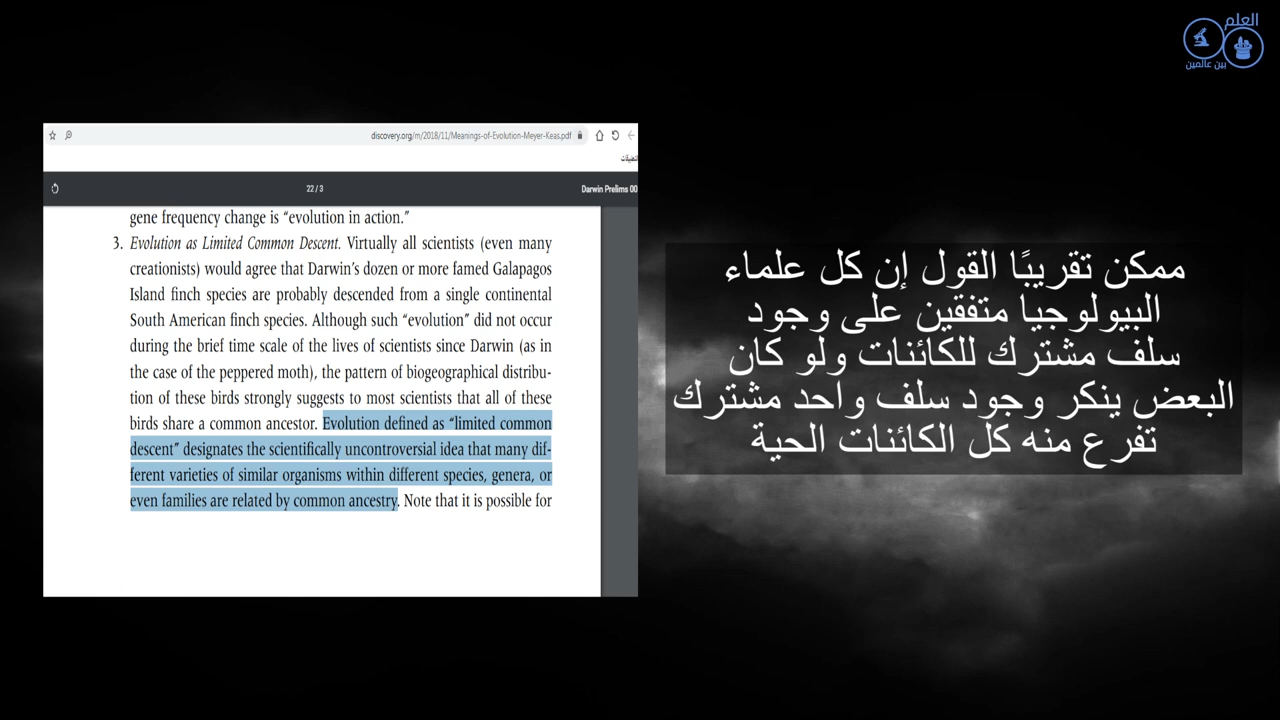 العلم
بين عالمين
discovery.org/m/2018/11/Meanings-of-Evolution-Meyer-Keas.pdf
التطبيقات
22 / 3
Darwin Prelims 00
gene frequency change is “evolution in action.”
3. Evolution as Limited Common Descent. Virtually all scientists (even many
creationists) would agree that Darwin’s dozen or more famed Galapagos
Island finch species are probably descended from a single continental
South American finch species. Although such “evolution” did not occur
during the brief time scale of the lives of scientists since Darwin (as in
the case of the peppered moth), the pattern of biogeographical distribu-
tion of these birds strongly suggests to most scientists that all of these
birds share a common ancestor. Evolution defined as “limited common
descent” designates the scientifically uncontroversial idea that many dif-
ferent varieties of similar organisms within different species, genera, or
even families are related by common ancestry. Note that it is possible for
ممكن تقريبًا القول إن كل علماء
البيولوجيا متفقين على وجود
سلف مشترك للكائنات ولو كان
البعض ينكر وجود سلف واحد مشترك
تفرع منه كل الكائنات الحية